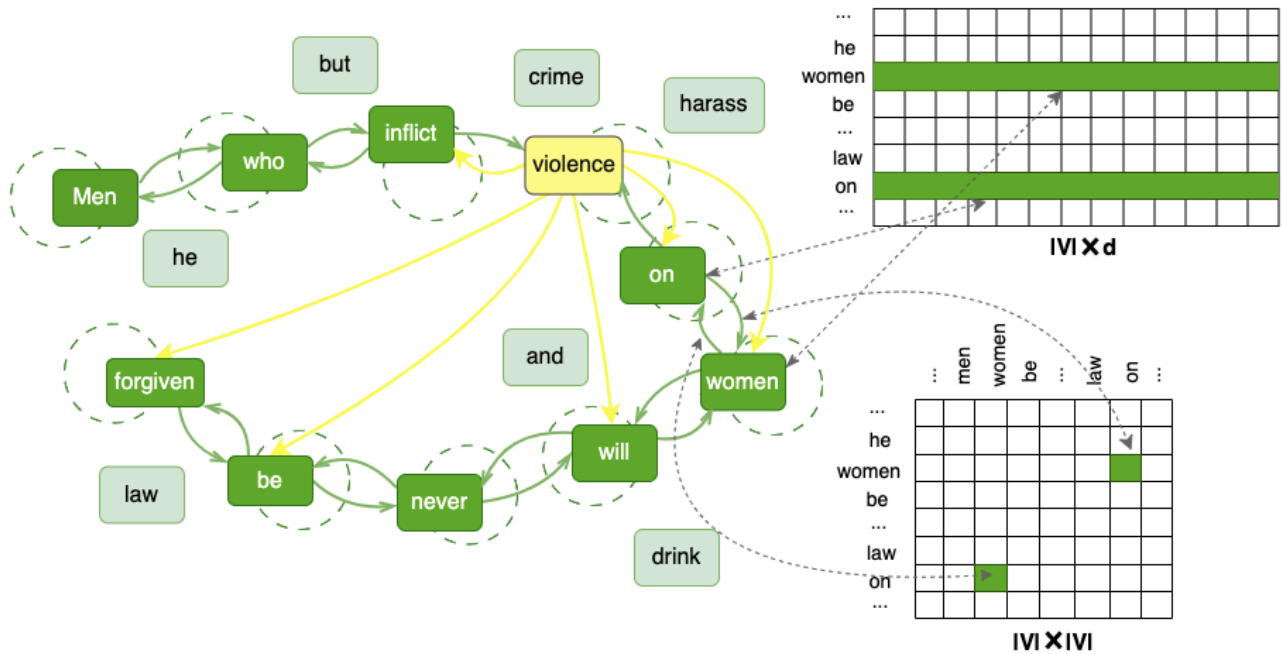 but
crime
harass
inflict
who
violence
Men
he
on
and
forgiven
women
will
be
never
law
drink
...
he
women
be
...
law
on
...
|V| × d
... men women be ... law on ...
...
he
women
be
...
law
on
...
|V| × |V|